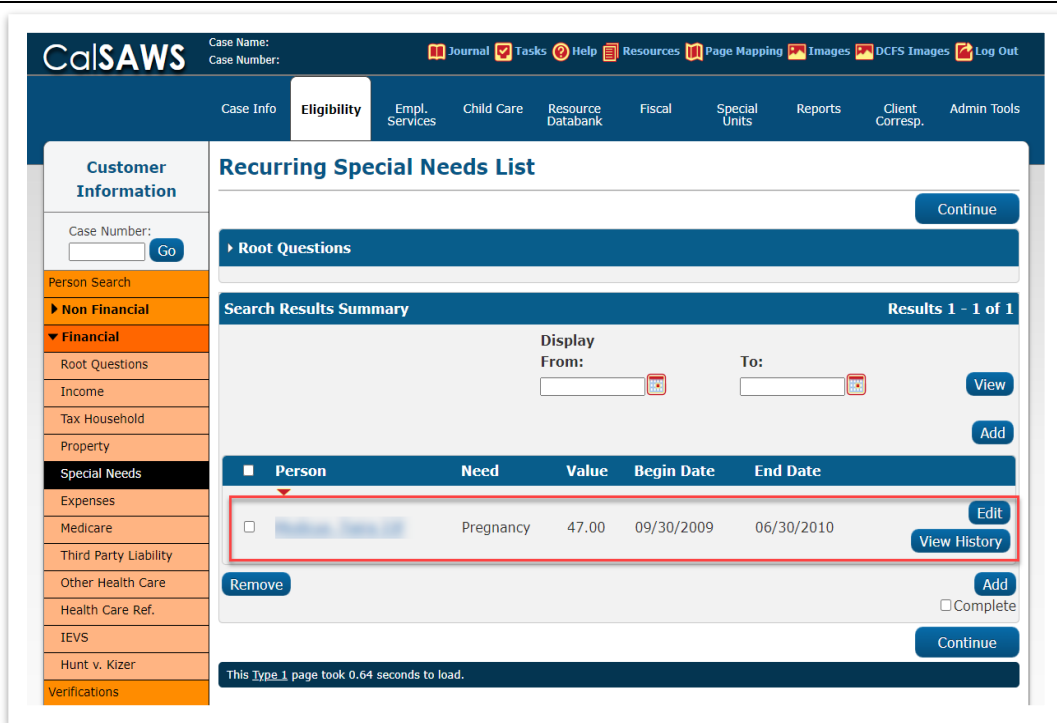 CalSAWS
Case Name:
Case Number:
Journal Tasks Help Resources Page Mapping Images DCFS Images Log Out
Case Info Eligibility Empl. Services Child Care Resource Databank Fiscal Special Units Reports Client Corresp. Admin Tools
Customer Information
Case Number:
Go
Person Search
Non Financial
Financial
Root Questions
Income
Tax Household
Property
Special Needs
Expenses
Medicare
Third Party Liability
Other Health Care
Health Care Ref.
IEVS
Hunt v. Kizer
Verifications
Recurring Special Needs List
Continue
Root Questions
Search Results Summary Results 1 - 1 of 1
Display
From: To:
View
Add
Person Need Value Begin Date End Date
Pregnancy 47.00 09/30/2009 06/30/2010
Edit
View History
Remove Add
Complete
Continue
This Type 1 page took 0.64 seconds to load.